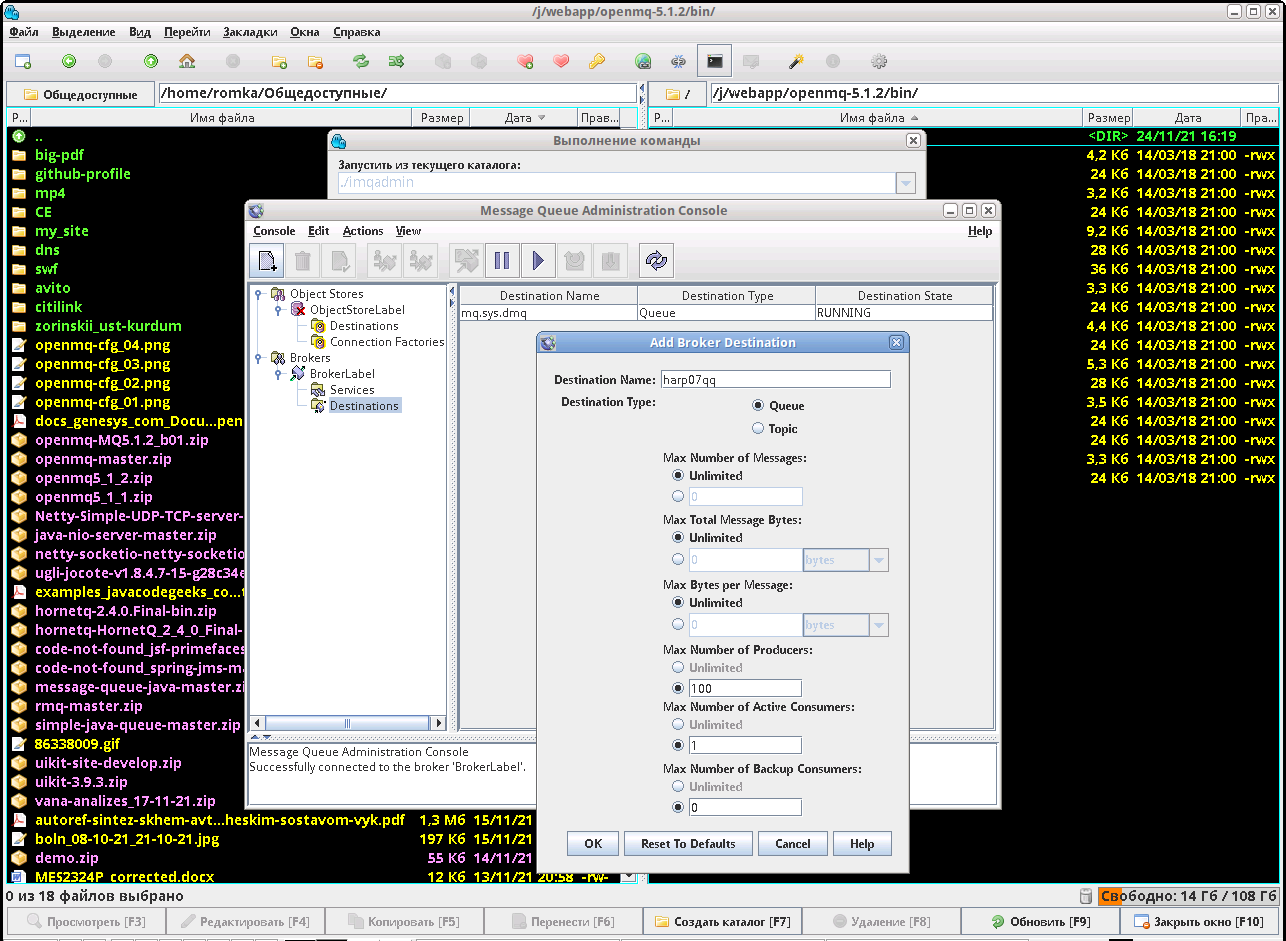 /j/webapp/openmq-5.1.2/bin/
Файл Выделение Вид Перейти Закладки Окна Справка
Общедоступные /home/romka/Общедоступные/ / /j/webapp/openmq-5.1.2/bin/
Р... Имя файла Размер Дата Прав... Р... Имя файла Размер Дата Пра...
..
big-pdf
github-profile
mp4
CE
my_site
dns
swf
avito
citilink
zorinskii_ust-kurdum
openmq-cfg_04.png
openmq-cfg_03.png
openmq-cfg_02.png
openmq-cfg_01.png
docs_genesys_com_Docu...pen
openmq-MQ5.1.2_b01.zip
openmq-master.zip
openmq5_1_2.zip
openmq5_1_1.zip
Netty-Simple-UDP-TCP-server-
java-nio-server-master.zip
netty-socketio-netty-socketio
ugli-jocote-v1.8.4.7-15-g28c34e
examples_javacodegeeks_co...
hornetq-2.4.0.Final-bin.zip
hornetq-HornetQ_2_4_0_Final-
code-not-found_jsf-primefaces
code-not-found_spring-jms-ma
message-queue-java-master.zi
rmq-master.zip
simple-java-queue-master.zip
86338009.gif
uikit-site-develop.zip
uikit-3.9.3.zip
vana-analizes_17-11-21.zip
autoref-sintez-skhem-avt...heskim-sostavom-vyk.pdf 1,3 Мб 15/11/21
boln_08-10-21_21-10-21.jpg 197 Кб 15/11/21
demo.zip 55 Кб 14/11/21
MES2324P_corrected.docx 12 Кб 13/11/21 20:58 -rw-
<DIR> 24/11/21 16:19
4,2 Кб 14/03/18 21:00 -rwx
24 Кб 14/03/18 21:00 -rwx
3,2 Кб 14/03/18 21:00 -rwx
24 Кб 14/03/18 21:00 -rwx
9,2 Кб 14/03/18 21:00 -rwx
28 Кб 14/03/18 21:00 -rwx
36 Кб 14/03/18 21:00 -rwx
3,3 Кб 14/03/18 21:00 -rwx
24 Кб 14/03/18 21:00 -rwx
4,4 Кб 14/03/18 21:00 -rwx
24 Кб 14/03/18 21:00 -rwx
5,3 Кб 14/03/18 21:00 -rwx
28 Кб 14/03/18 21:00 -rwx
3,5 Кб 14/03/18 21:00 -rwx
24 Кб 14/03/18 21:00 -rwx
24 Кб 14/03/18 21:00 -rwx
3,3 Кб 14/03/18 21:00 -rwx
24 Кб 14/03/18 21:00 -rwx
Выполнение команды
Запустить из текущего каталога:
./imqadmin
Message Queue Administration Console
Console Edit Actions View Help
Object Stores
ObjectStoreLabel
Destinations
Connection Factories
Brokers
BrokerLabel
Services
Destinations
Destination Name Destination Type Destination State
mq.sys.dmq Queue RUNNING
Message Queue Administration Console
Successfully connected to the broker 'BrokerLabel'.
Add Broker Destination
Destination Name: harp07qq
Destination Type: Queue
Topic
Max Number of Messages:
Unlimited
0
Max Total Message Bytes:
Unlimited
0 bytes
Max Bytes per Message:
Unlimited
0 bytes
Max Number of Producers:
Unlimited
100
Max Number of Active Consumers:
Unlimited
1
Max Number of Backup Consumers:
Unlimited
0
OK Reset To Defaults Cancel Help
0 из 18 файлов выбрано Свободно: 14 Гб / 108 Гб
Просмотреть [F3] Редактировать [F4] Копировать [F5] Перенести [F6] Создать каталог [F7] Удаление [F8] Обновить [F9] Закрыть окно [F10]